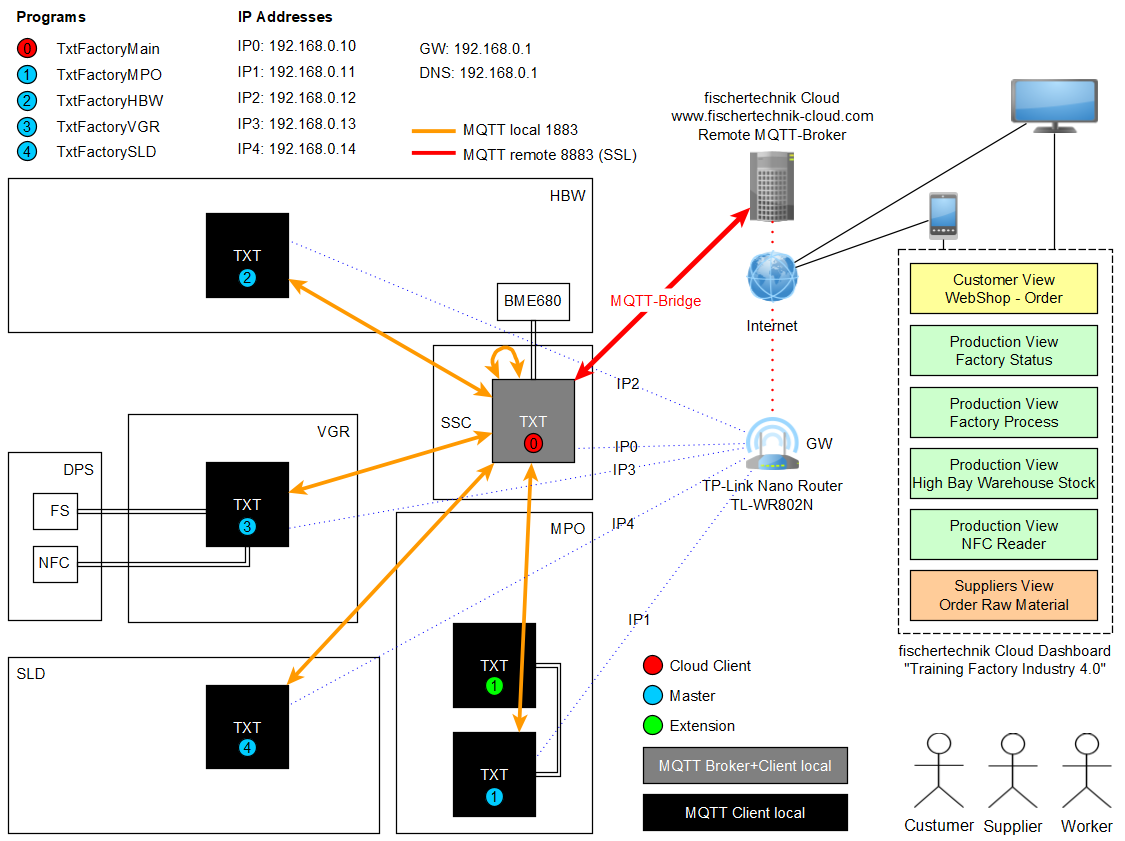 Programs
0 TxtFactoryMain
1 TxtFactoryMPO
2 TxtFactoryHBW
3 TxtFactoryVGR
4 TxtFactorySLD
IP Addresses
IP0: 192.168.0.10
IP1: 192.168.0.11
IP2: 192.168.0.12
IP3: 192.168.0.13
IP4: 192.168.0.14
GW: 192.168.0.1
DNS: 192.168.0.1
MQTT local 1883
MQTT remote 8883 (SSL)
fischertechnik Cloud
www.fischertechnik-cloud.com
Remote MQTT-Broker
HBW
TXT
2
BME680
MQTT-Bridge
Internet
SSC
TXT
0
IP2
IP0
IP3
IP4
IP1
GW
TP-Link Nano Router
TL-WR802N
VGR
TXT
3
DPS
FS
NFC
MPO
TXT
1
TXT
1
SLD
TXT
4
Customer View
WebShop - Order
Production View
Factory Status
Production View
Factory Process
Production View
High Bay Warehouse Stock
Production View
NFC Reader
Suppliers View
Order Raw Material
fischertechnik Cloud Dashboard
"Training Factory Industry 4.0"
Cloud Client
Master
Extension
MQTT Broker+Client local
MQTT Client local
Custumer
Supplier
Worker